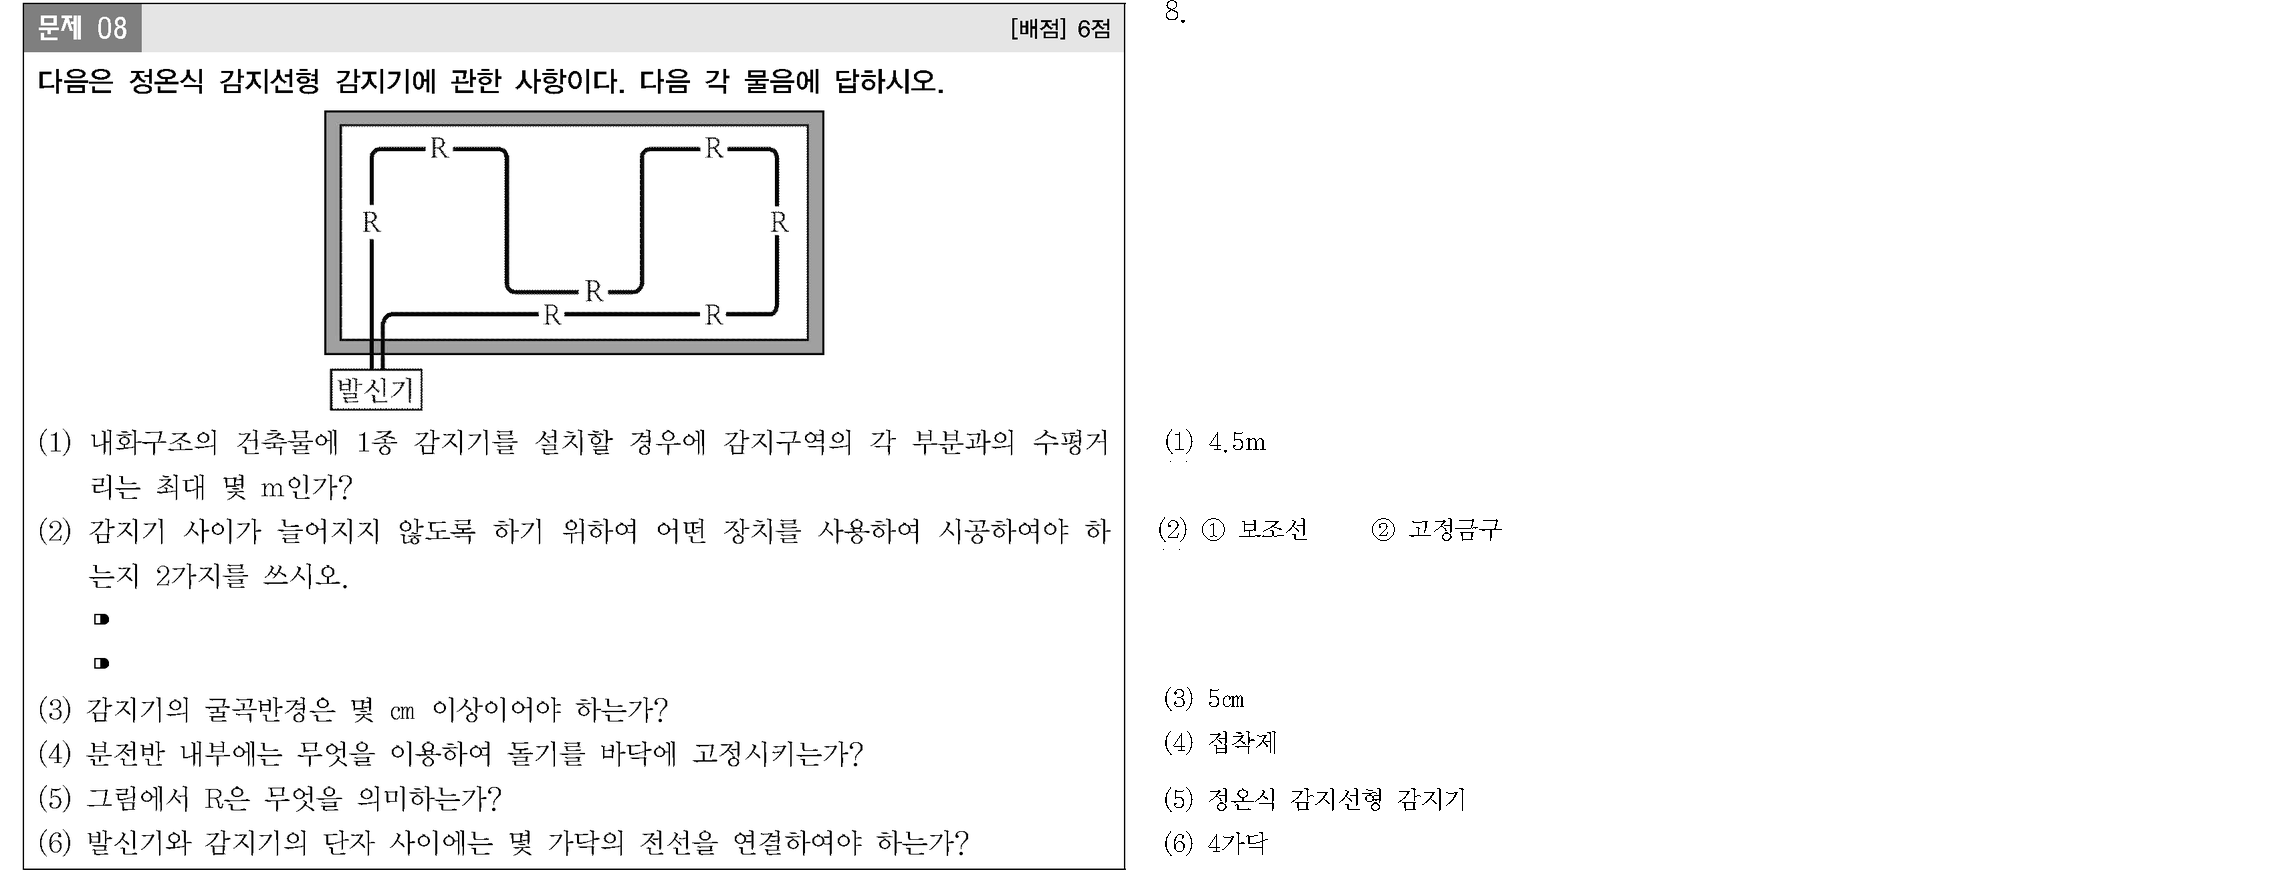 문제 08
[배점] 6점
다음은 정온식 감지선형 감지기에 관한 사항이다. 다음 각 물음에 답하시오.
R
R
R
R
R
R
R
발신기
(1) 내화구조의 건축물에 1종 감지기를 설치할 경우에 감지구역의 각 부분과의 수평거
리는 최대 몇 m인가?
(2) 감지기 사이가 늘어지지 않도록 하기 위하여 어떤 장치를 사용하여 시공하여야 하
는지 2가지를 쓰시오.
(3) 감지기의 굴곡반경은 몇 ㎝ 이상이어야 하는가?
(4) 분전반 내부에는 무엇을 이용하여 돌기를 바닥에 고정시키는가?
(5) 그림에서 R은 무엇을 의미하는가?
(6) 발신기와 감지기의 단자 사이에는 몇 가닥의 전선을 연결하여야 하는가?
8.
(1) 4.5m
(2) ① 보조선 ② 고정금구
(3) 5㎝
(4) 접착제
(5) 정온식 감지선형 감지기
(6) 4가닥